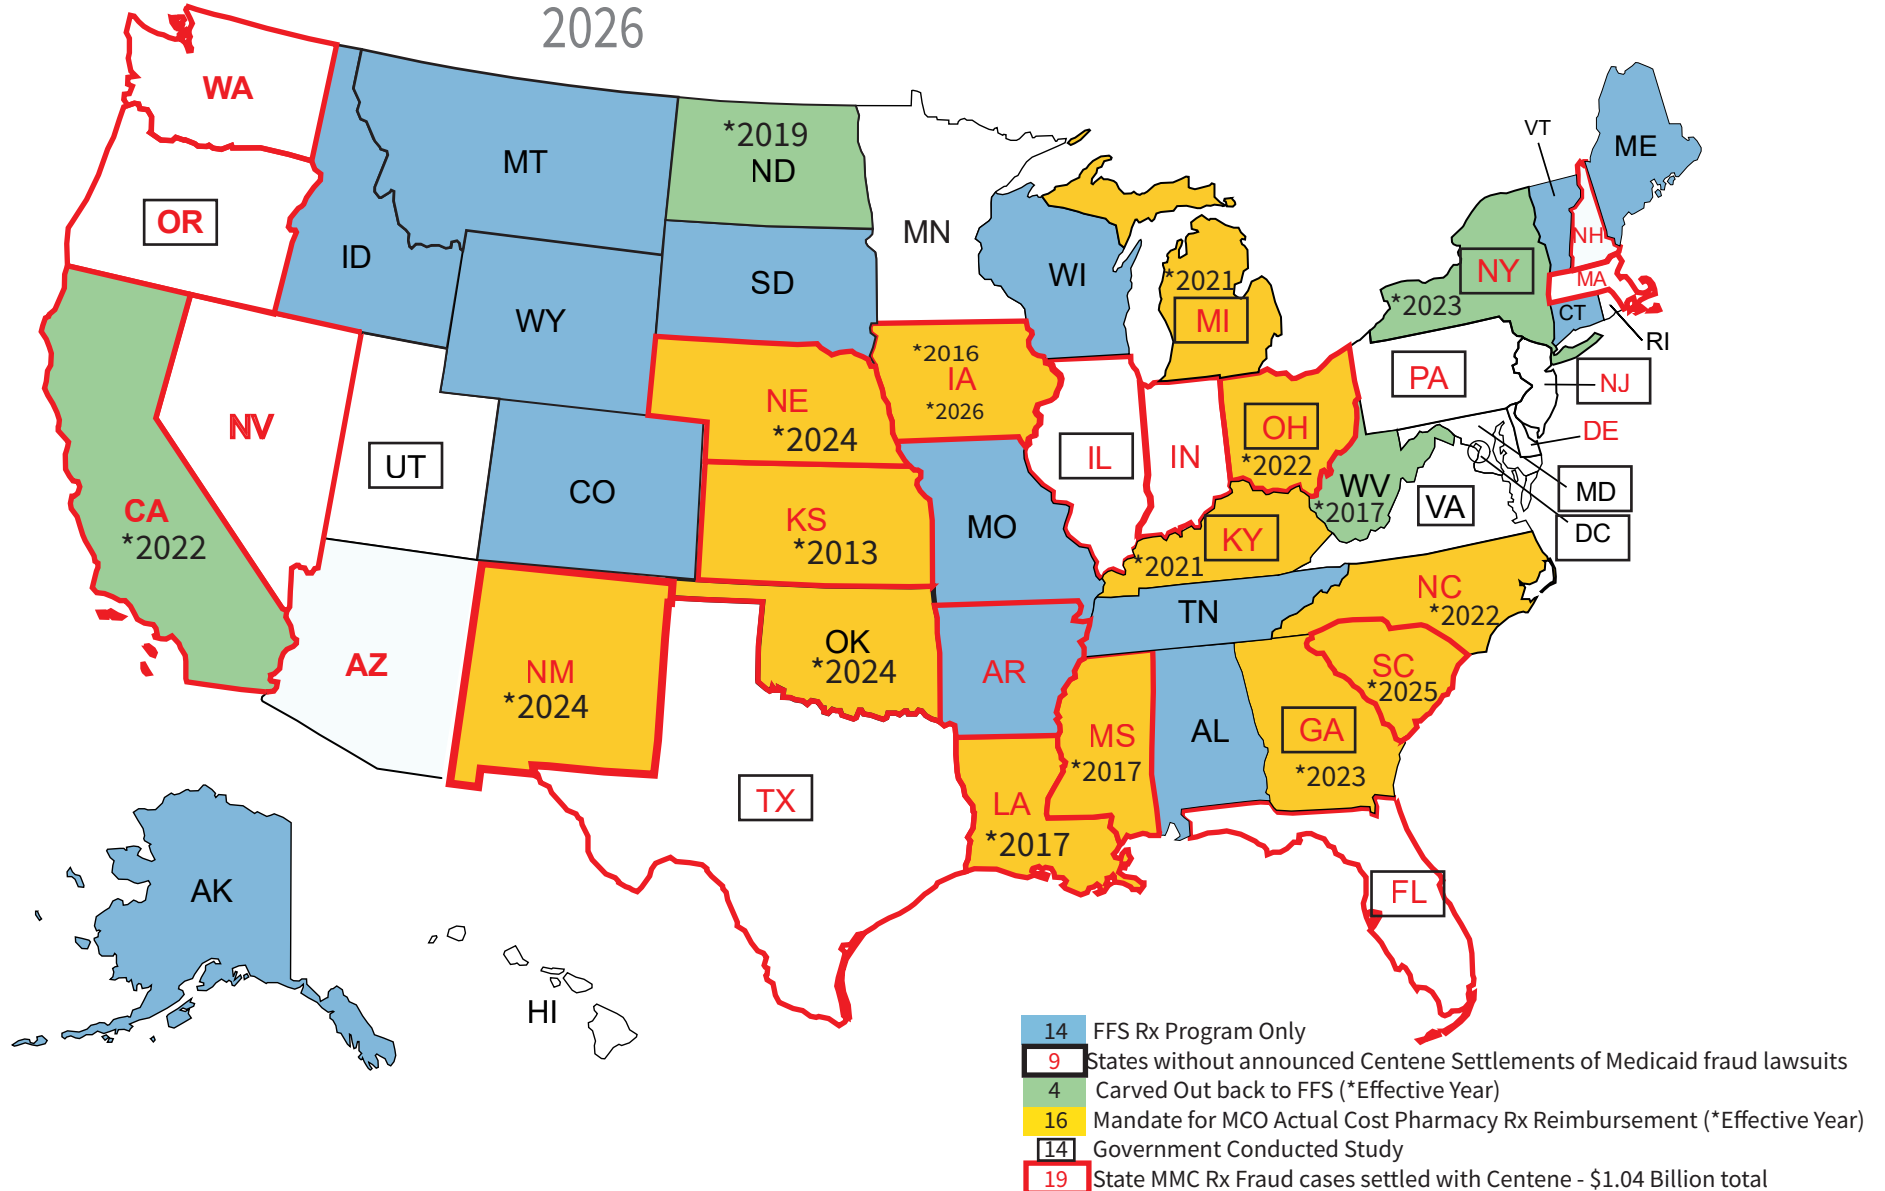 2026
WA
OR
MT
ID
WY
*2019
ND
SD
MN
WI
*2021
MI
VT
ME
NH
NY
MA
*2023
CT
RI
NV
UT
CA
*2022
CO
NE
*2024
*2016
IA
*2026
IL
IN
OH
*2022
PA
NJ
DE
MD
DC
WV
*2017
VA
KS
*2013
MO
KY
*2021
AZ
NM
*2024
OK
*2024
AR
TN
NC
*2022
SC
*2025
TX
LA
*2017
MS
*2017
AL
GA
*2023
FL
AK
HI
14 FFS Rx Program Only
9 States without announced Centene Settlements of Medicaid fraud lawsuits
4 Carved Out back to FFS (*Effective Year)
16 Mandate for MCO Actual Cost Pharmacy Rx Reimbursement (*Effective Year)
14 Government Conducted Study
19 State MMC Rx Fraud cases settled with Centene - $1.04 Billion total